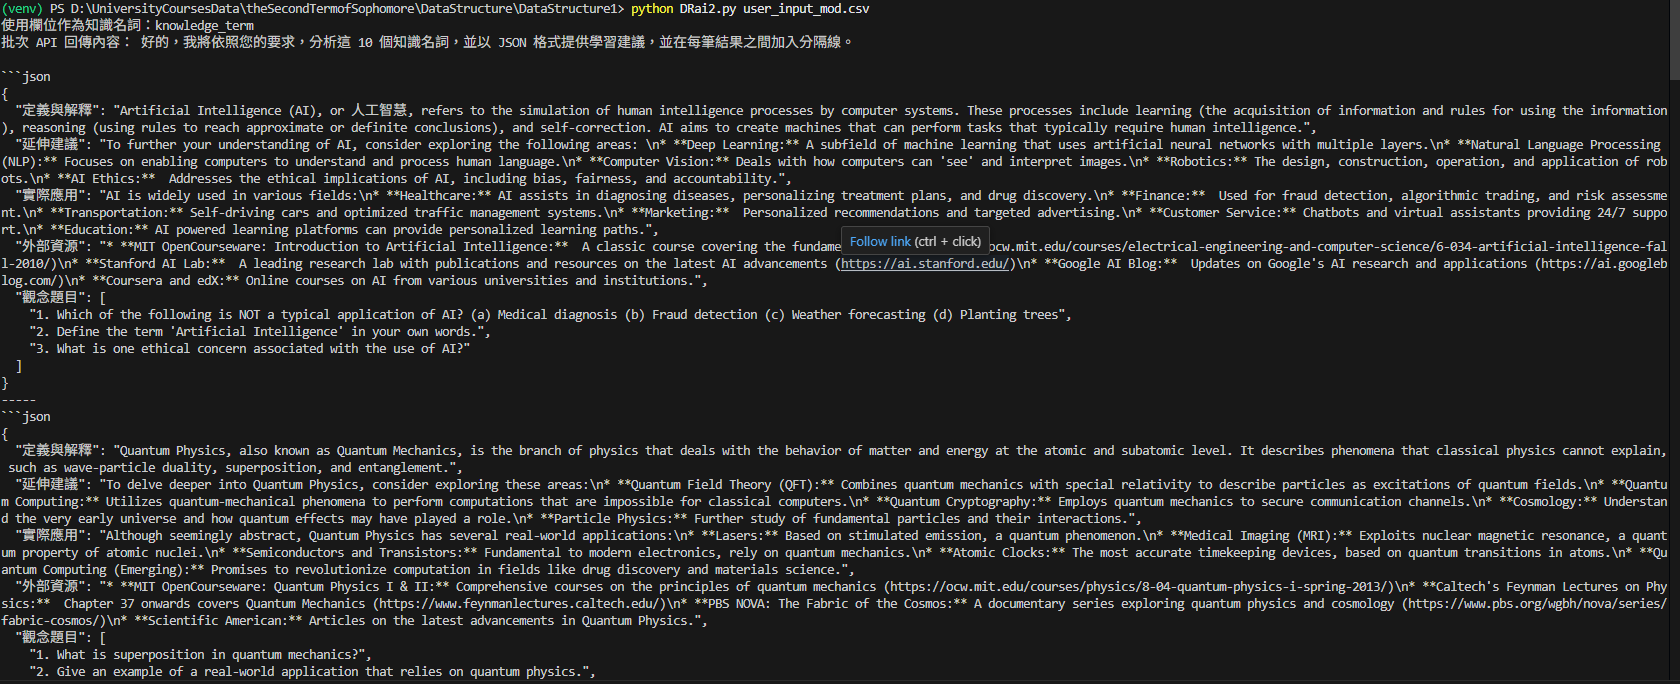 (venv) PS D:\UniversityCoursesData\theSecondTermofSophomore\DataStructure\DataStructure1> python DRai2.py user_input_mod.csv
使用欄位作為知識名詞：knowledge_term
批次 API 回傳內容： 好的，我將依照您的要求，分析這 10 個知識名詞，並以 JSON 格式提供學習建議，並在每筆結果之間加入分隔線。
```json
{
  "定義與解釋": "Artificial Intelligence (AI), or 人工智慧, refers to the simulation of human intelligence processes by computer systems. These processes include learning (the acquisition of information and rules for using the information
), reasoning (using rules to reach approximate or definite conclusions), and self-correction. AI aims to create machines that can perform tasks that typically require human intelligence.",
  "延伸建議": "To further your understanding of AI, consider exploring the following areas: \n* **Deep Learning:** A subfield of machine learning that uses artificial neural networks with multiple layers.\n* **Natural Language Processing
(NLP):** Focuses on enabling computers to understand and process human language.\n* **Computer Vision:** Deals with how computers can 'see' and interpret images.\n* **Robotics:** The design, construction, operation, and application of rob
ots.\n* **AI Ethics:**  Addresses the ethical implications of AI, including bias, fairness, and accountability.",
  "實際應用": "AI is widely used in various fields:\n* **Healthcare:** AI assists in diagnosing diseases, personalizing treatment plans, and drug discovery.\n* **Finance:**  Used for fraud detection, algorithmic trading, and risk assessme
nt.\n* **Transportation:** Self-driving cars and optimized traffic management systems.\n* **Marketing:**  Personalized recommendations and targeted advertising.\n* **Customer Service:** Chatbots and virtual assistants providing 24/7 suppo
rt.\n* **Education:** AI powered learning platforms can provide personalized learning paths.",
  "外部資源": "* **MIT OpenCourseware: Introduction to Artificial Intelligence:**  A classic course covering the fundame Follow link (ctrl + click) ocw.mit.edu/courses/electrical-engineering-and-computer-science/6-034-artificial-intelligence-fal
l-2010/)\n* **Stanford AI Lab:**  A leading research lab with publications and resources on the latest AI advancements (https://ai.stanford.edu/)\n* **Google AI Blog:**  Updates on Google's AI research and applications (https://ai.googleb
log.com/)\n* **Coursera and edX:** Online courses on AI from various universities and institutions.",
  "觀念題目": [
    "1. Which of the following is NOT a typical application of AI? (a) Medical diagnosis (b) Fraud detection (c) Weather forecasting (d) Planting trees",
    "2. Define the term 'Artificial Intelligence' in your own words.",
    "3. What is one ethical concern associated with the use of AI?"
  ]
}
-----
```json
{
  "定義與解釋": "Quantum Physics, also known as Quantum Mechanics, is the branch of physics that deals with the behavior of matter and energy at the atomic and subatomic level. It describes phenomena that classical physics cannot explain,
 such as wave-particle duality, superposition, and entanglement.",
  "延伸建議": "To delve deeper into Quantum Physics, consider exploring these areas:\n* **Quantum Field Theory (QFT):** Combines quantum mechanics with special relativity to describe particles as excitations of quantum fields.\n* **Quantu
m Computing:** Utilizes quantum-mechanical phenomena to perform computations that are impossible for classical computers.\n* **Quantum Cryptography:** Employs quantum mechanics to secure communication channels.\n* **Cosmology:** Understan
d the very early universe and how quantum effects may have played a role.\n* **Particle Physics:** Further study of fundamental particles and their interactions.",
  "實際應用": "Although seemingly abstract, Quantum Physics has several real-world applications:\n* **Lasers:** Based on stimulated emission, a quantum phenomenon.\n* **Medical Imaging (MRI):** Exploits nuclear magnetic resonance, a quant
um property of atomic nuclei.\n* **Semiconductors and Transistors:** Fundamental to modern electronics, rely on quantum mechanics.\n* **Atomic Clocks:** The most accurate timekeeping devices, based on quantum transitions in atoms.\n* **Qu
antum Computing (Emerging):** Promises to revolutionize computation in fields like drug discovery and materials science.",
  "外部資源": "* **MIT OpenCourseware: Quantum Physics I & II:** Comprehensive courses on the principles of quantum mechanics (https://ocw.mit.edu/courses/physics/8-04-quantum-physics-i-spring-2013/)\n* **Caltech's Feynman Lectures on Phy
sics:**  Chapter 37 onwards covers Quantum Mechanics (https://www.feynmanlectures.caltech.edu/)\n* **PBS NOVA: The Fabric of the Cosmos:** A documentary series exploring quantum physics and cosmology (https://www.pbs.org/wgbh/nova/series/
fabric-cosmos/)\n* **Scientific American:** Articles on the latest advancements in Quantum Physics.",
  "觀念題目": [
    "1. What is superposition in quantum mechanics?",
    "2. Give an example of a real-world application that relies on quantum physics.",